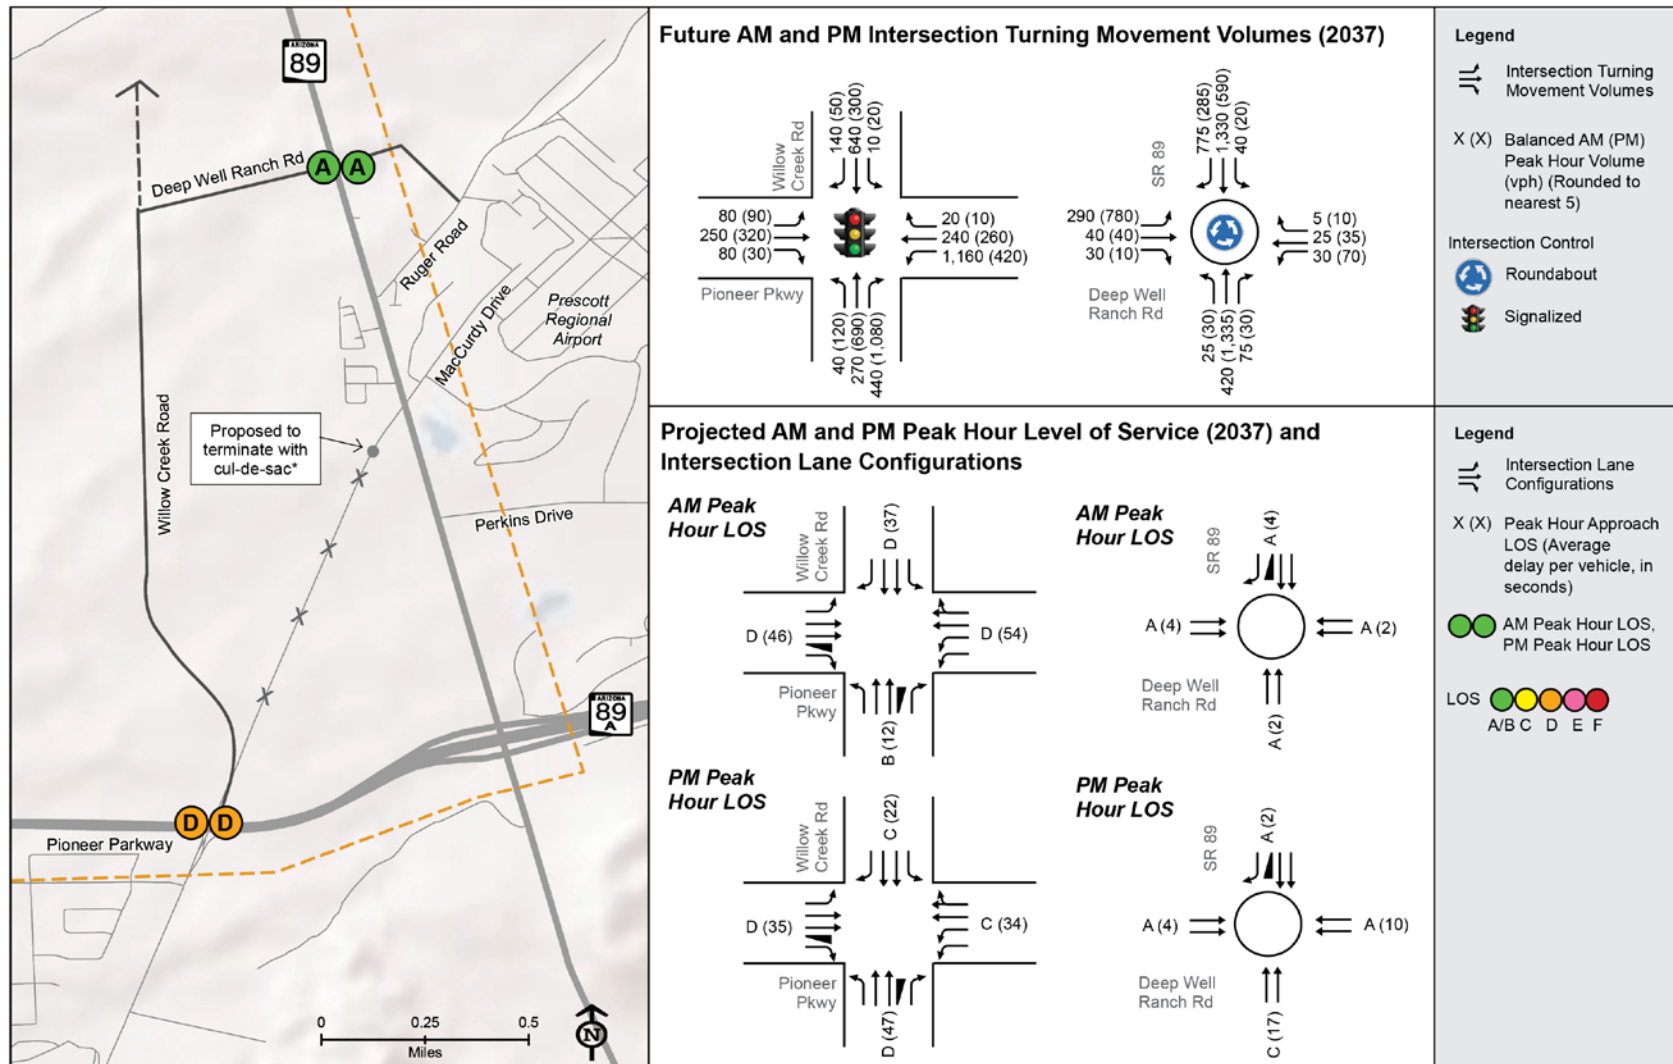 ARIZONA
89
A A
Deep Well Ranch Rd
Ruger Road
MacCurdy Drive
Prescott
Regional
Airport
Willow Creek Road
Proposed to
terminate with
cul-de-sac*
X
X
X
X
Perkins Drive
ARIZONA
89
A
D D
Pioneer Parkway
0 0.25 0.5
Miles
N
Future AM and PM Intersection Turning Movement Volumes (2037)
Willow
Creek Rd
140 (50)
640 (300)
10 (20)
80 (90)
250 (320)
80 (30)
20 (10)
240 (260)
1,160 (420)
Pioneer Pkwy
40 (120)
270 (690)
440 (1,080)
SR 89
775 (285)
1,330 (590)
40 (20)
290 (780)
40 (40)
30 (10)
5 (10)
25 (35)
30 (70)
Deep Well
Ranch Rd
25 (30)
420 (1,335)
75 (30)
Legend
Intersection Turning
Movement Volumes
X (X) Balanced AM (PM)
Peak Hour Volume
(vph) (Rounded to
nearest 5)
Intersection Control
Roundabout
Signalized
Projected AM and PM Peak Hour Level of Service (2037) and
Intersection Lane Configurations
AM Peak
Hour LOS
Willow
Creek Rd
D (37)
D (46)
D (54)
Pioneer
Pkwy
B (12)
AM Peak
Hour LOS
SR 89
A (4)
A (4)
A (2)
Deep Well
Ranch Rd
A (2)
PM Peak
Hour LOS
Willow
Creek Rd
C (22)
D (35)
C (34)
Pioneer
Pkwy
D (47)
PM Peak
Hour LOS
SR 89
A (2)
A (4)
A (10)
Deep Well
Ranch Rd
C (17)
Legend
Intersection Lane
Configurations
X (X) Peak Hour Approach
LOS (Average
delay per vehicle, in
seconds)
AM Peak Hour LOS,
PM Peak Hour LOS
LOS
A/B C D E F